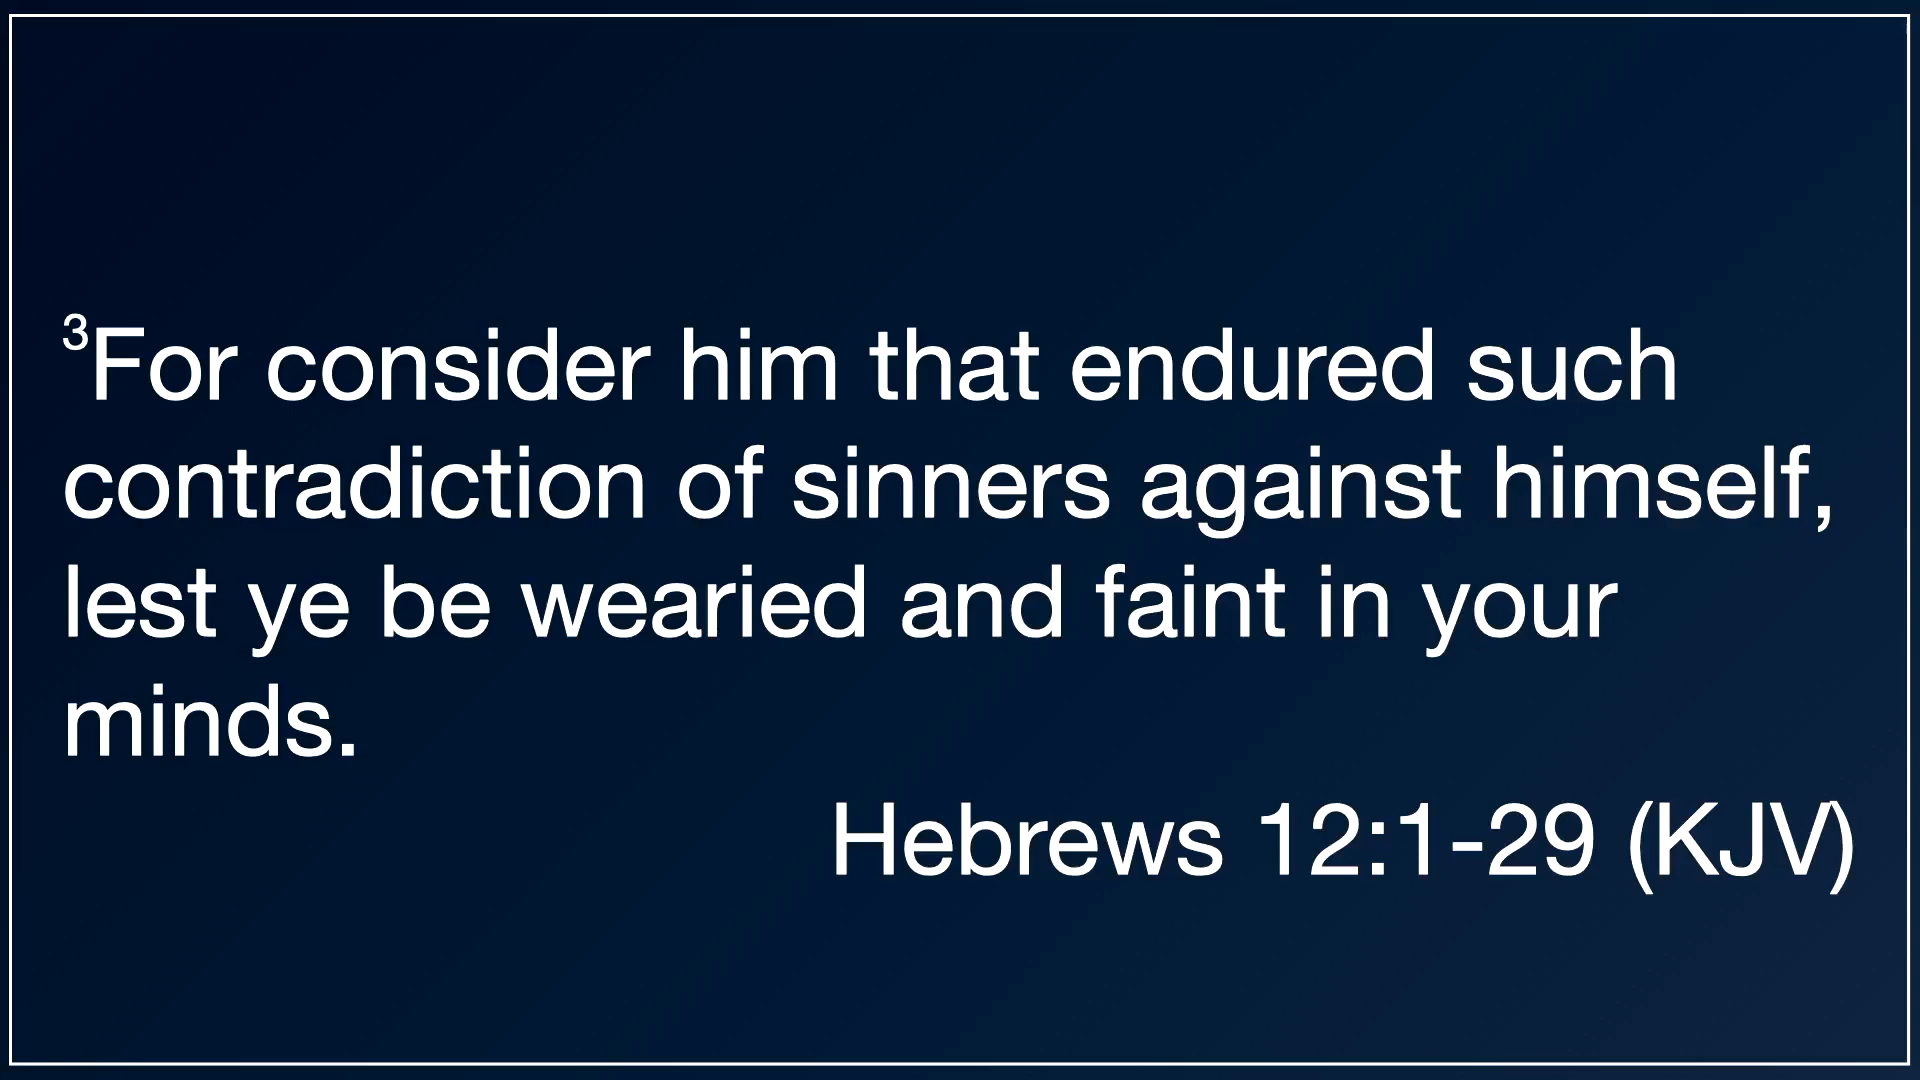 ³For consider him that endured such
contradiction of sinners against himself,
lest ye be wearied and faint in your
minds.
Hebrews 12:1-29 (KJV)